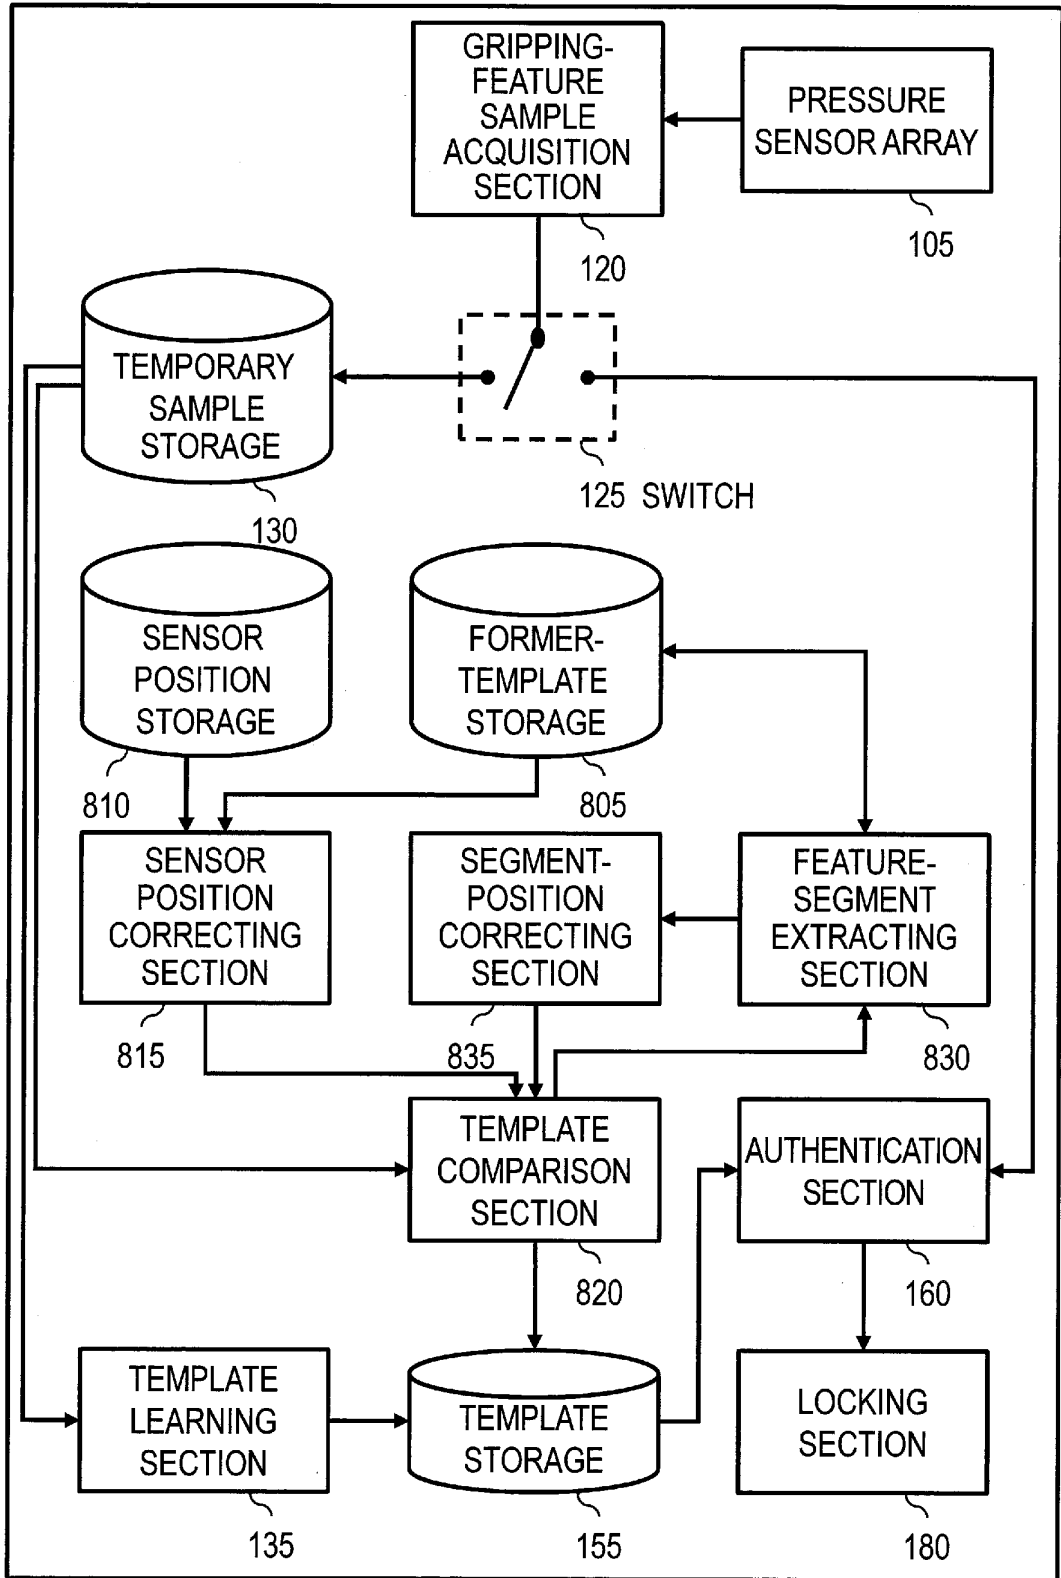 GRIPPING-
FEATURE
SAMPLE
ACQUISITION
SECTION
120
PRESSURE
SENSOR ARRAY
105
TEMPORARY
SAMPLE
STORAGE
130
125 SWITCH
SENSOR
POSITION
STORAGE
810
FORMER-
TEMPLATE
STORAGE
805
SENSOR
POSITION
CORRECTING
SECTION
815
SEGMENT-
POSITION
CORRECTING
SECTION
835
FEATURE-
SEGMENT
EXTRACTING
SECTION
830
TEMPLATE
COMPARISON
SECTION
820
AUTHENTICATION
SECTION
160
TEMPLATE
LEARNING
SECTION
135
TEMPLATE
STORAGE
155
LOCKING
SECTION
180